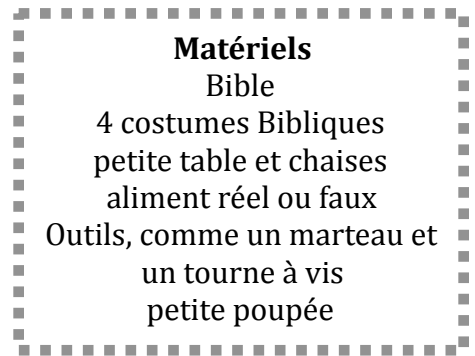 Matériels
Bible
4 costumes Bibliques
petite table et chaises
aliment réel ou faux
Outils, comme un marteau et
un tourne à vis
petite poupée